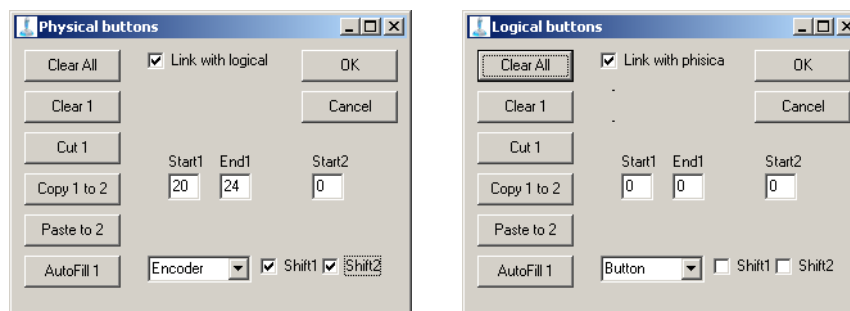 Physical buttons
Clear All
Link with logical
OK
Clear 1
Cancel
Cut 1
Start1 End1 Start2
Copy 1 to 2
20 24 0
Paste to 2
AutoFill 1
Encoder
Shift1
Shift2
Logical buttons
Clear All
Link with phisica
OK
Clear 1
Cancel
Cut 1
Start1 End1 Start2
Copy 1 to 2
0 0 0
Paste to 2
AutoFill 1
Button
Shift1
Shift2